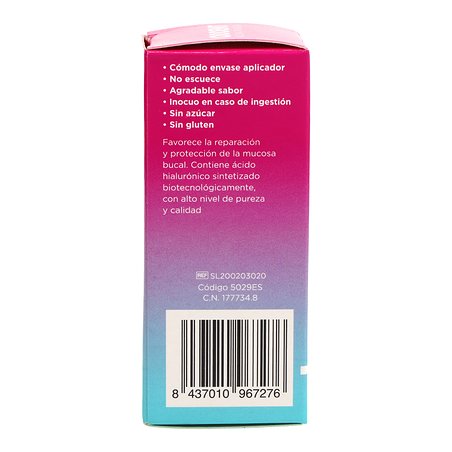 • Cómodo envase aplicador
• No escuece
• Agradable sabor
• Inocuo en caso de ingestión
• Sin azúcar
• Sin gluten
Favorece la reparación
y protección de la mucosa
bucal. Contiene ácido
hialurónico sintetizado
biotecnológicamente,
con alto nivel de pureza
y calidad
REF SL200203020
Código 5029ES
C.N. 177734.8
8 437010 967276